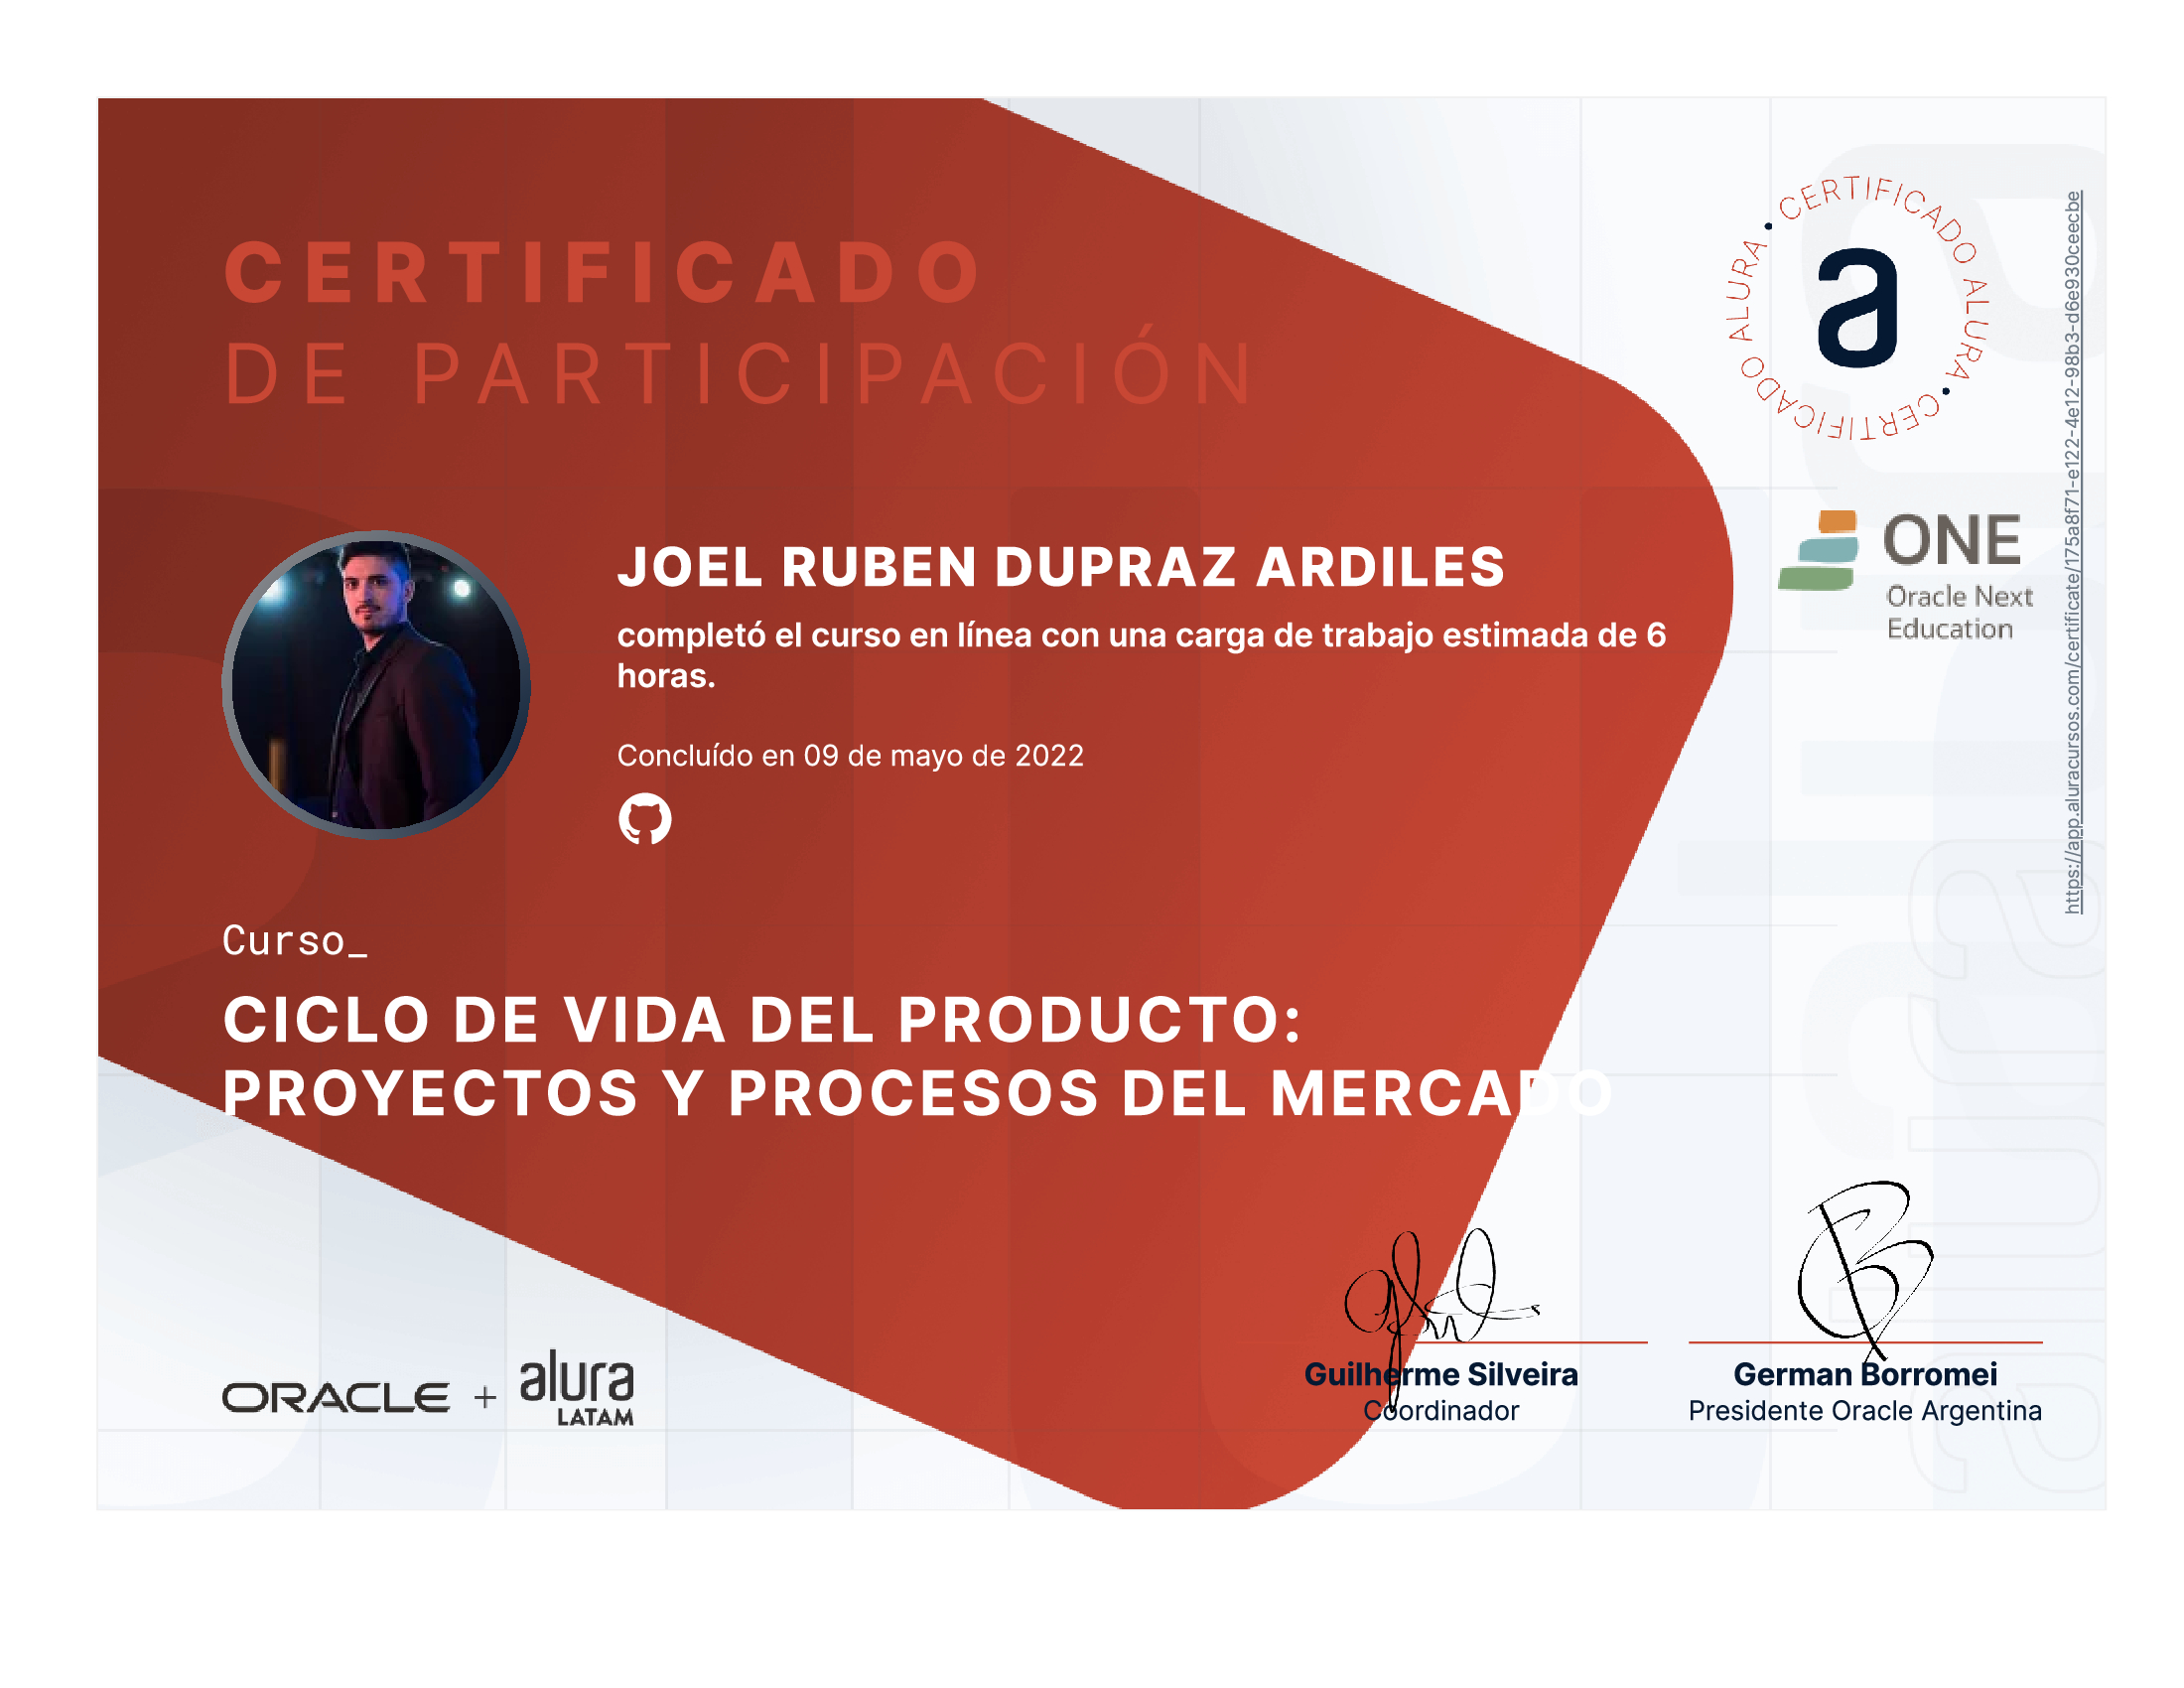 CERTIFICADO
DE PARTICIPACIÓN
CERTIFICADO ALURA • CERTIFICADO ALURA •
a
ONE
Oracle Next
Education
https://app.aluracursos.com/certificate/175a8f71-e122-4e12-98b3-d6e930ceecbe
JOEL RUBEN DUPRAZ ARDILES
completó el curso en línea con una carga de trabajo estimada de 6
horas.
Concluído en 09 de mayo de 2022
Curso_
CICLO DE VIDA DEL PRODUCTO:
PROYECTOS Y PROCESOS DEL MERCADO
ORACLE + alura
LATAM
Guilherme Silveira
Coordinador
German Borromei
Presidente Oracle Argentina
alura